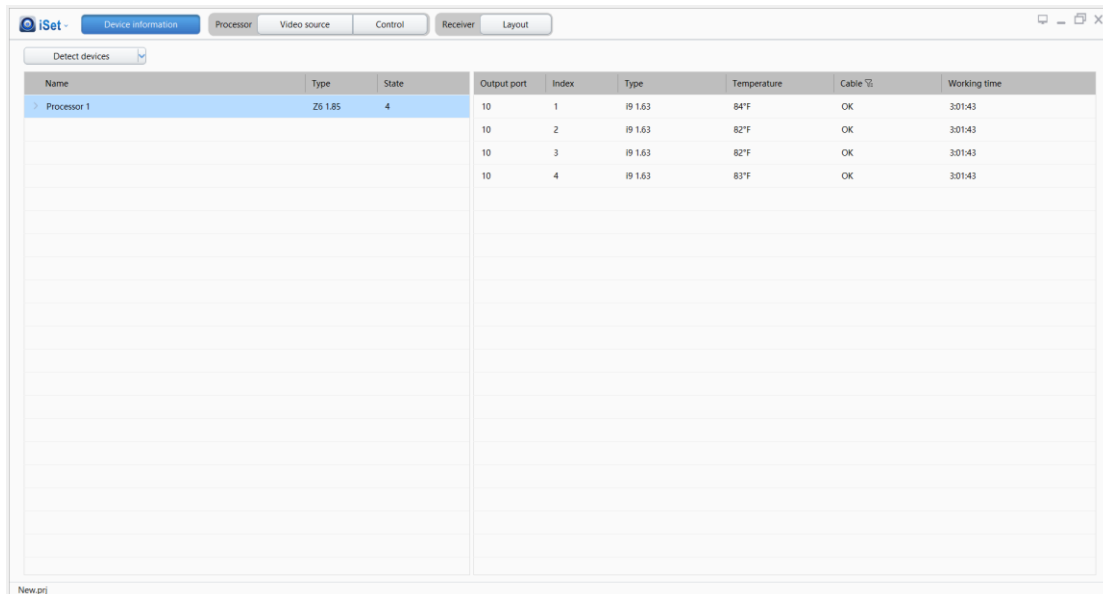 iSet Device information Processor Video source Control Receiver Layout
Detect devices
Name Type State Output port Index Type Temperature Cable Working time
Processor 1 Z6 1.85 4 10 1 i9 1.63 84°F OK 3:01:43
10 2 i9 1.63 82°F OK 3:01:43
10 3 i9 1.63 82°F OK 3:01:43
10 4 i9 1.63 83°F OK 3:01:43
New.prj